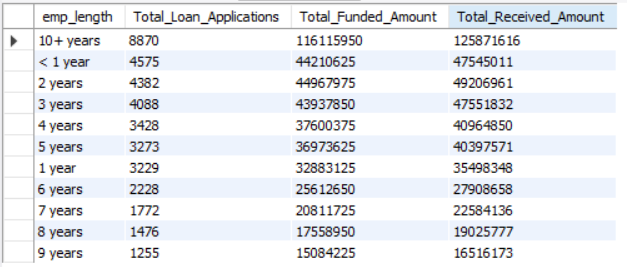 emp_length Total_Loan_Applications Total_Funded_Amount Total_Received_Amount
10+ years 8870 116115950 125871616
< 1 year 4575 44210625 47545011
2 years 4382 44967975 49206961
3 years 4088 43937850 47551832
4 years 3428 37600375 40964850
5 years 3273 36973625 40397571
1 year 3229 32883125 35498348
6 years 2228 25612650 27908658
7 years 1772 20811725 22584136
8 years 1476 17558950 19025777
9 years 1255 15084225 16516173